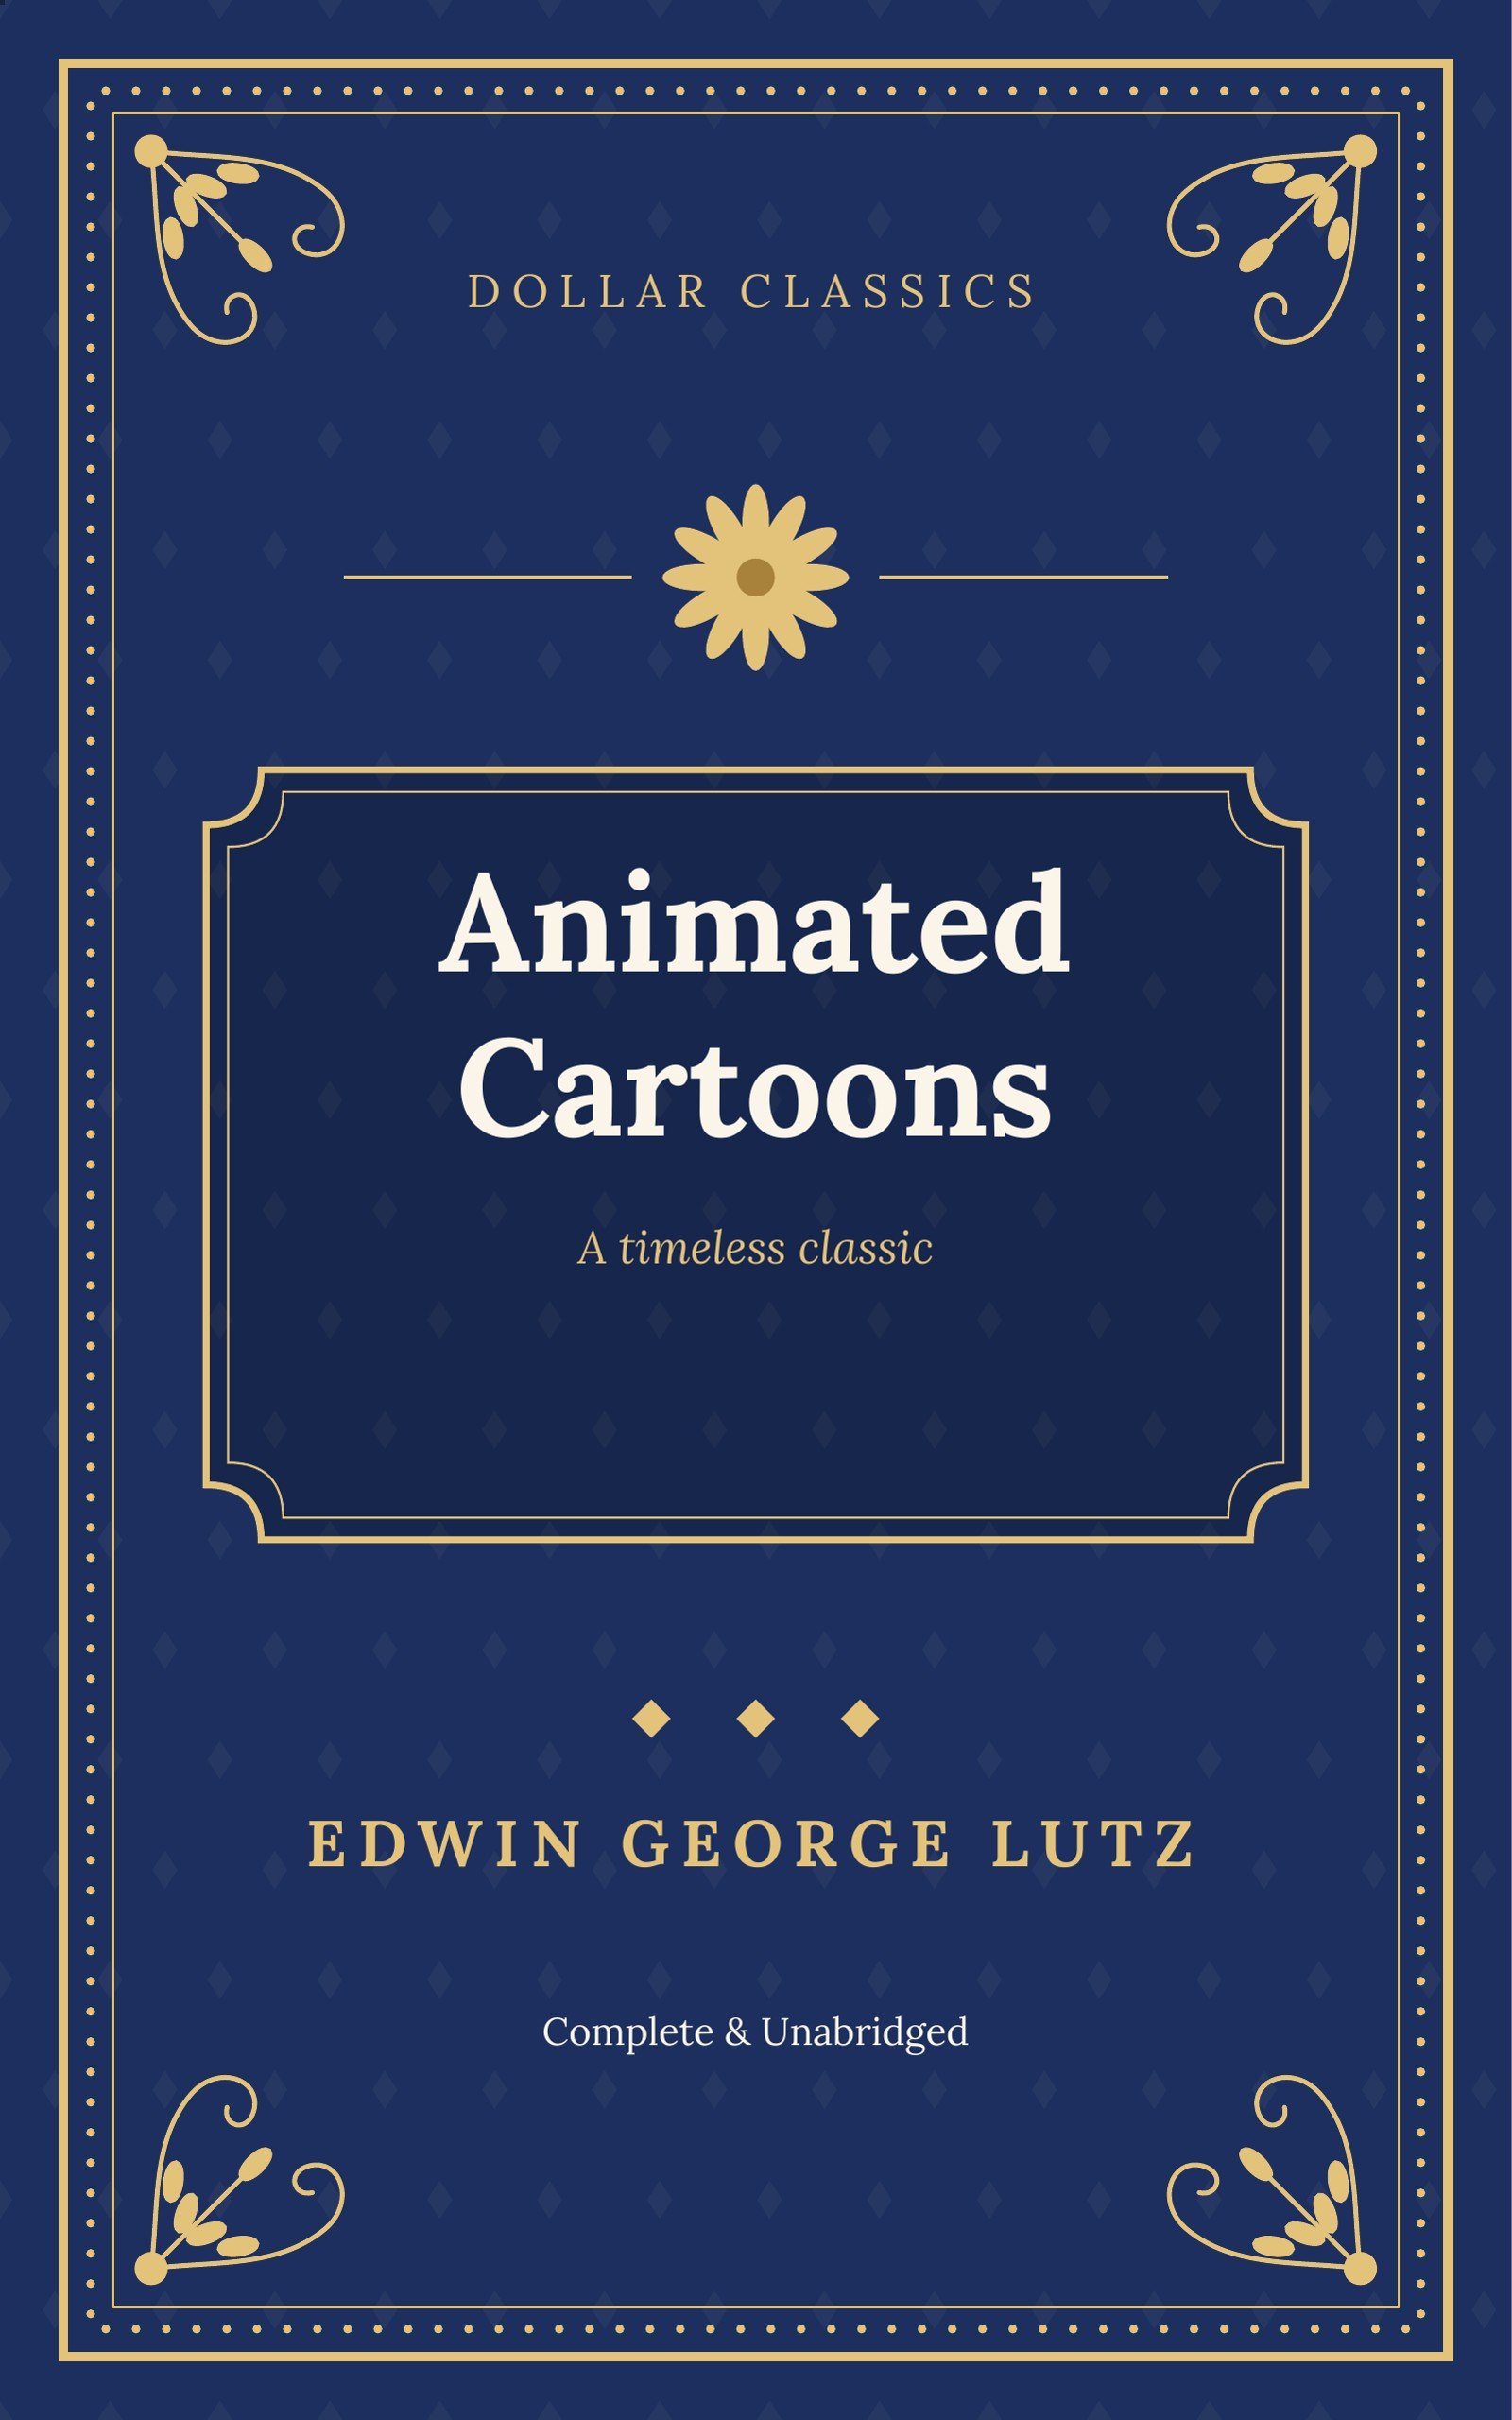 DOLLAR CLASSICS
Animated
Cartoons
A timeless classic
EDWIN GEORGE LUTZ
Complete & Unabridged